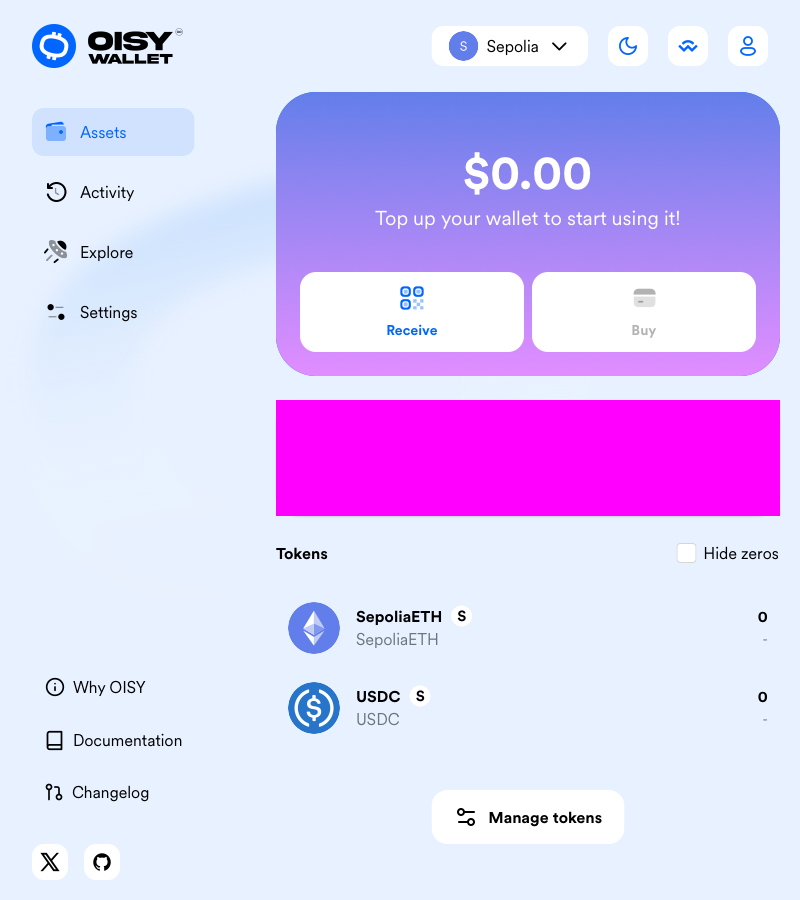 OISY
WALLET
S Sepolia
Assets
Activity
Explore
Settings
$0.00
Top up your wallet to start using it!
Receive
Buy
Tokens
Hide zeros
SepoliaETH S 0
SepoliaETH -
USDC S 0
USDC -
Manage tokens
Why OISY
Documentation
Changelog